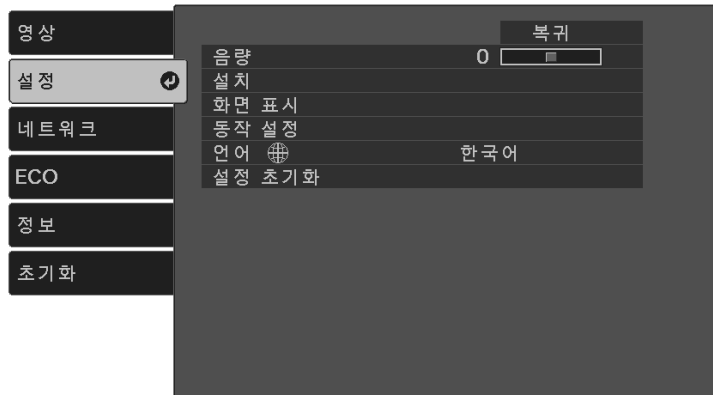 영상
설정
네트워크
ECO
정보
초기화
복귀
음량 0
설치
화면 표시
동작 설정
언어 한국어
설정 초기화